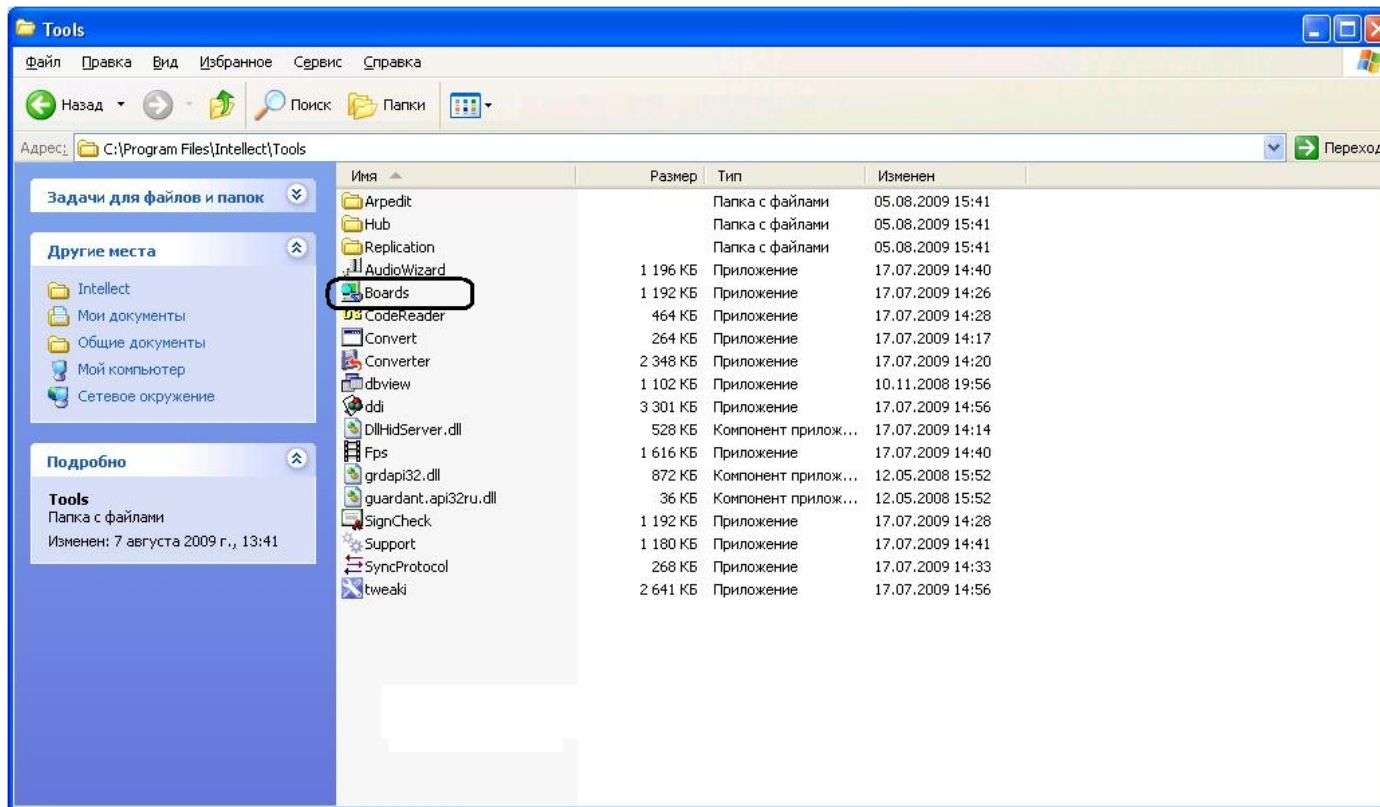 Tools
Файл Правка Вид Избранное Сервис Справка
Назад Поиск Папки
Адрес: C:\Program Files\Intellect\Tools Переход
Имя Размер Тип Изменен
Задачи для файлов и папок
Другие места
Intellect
Мои документы
Общие документы
Мой компьютер
Сетевое окружение
Подробно
Tools
Папка с файлами
Изменен: 7 августа 2009 г., 13:41
Arpedit Папка с файлами 05.08.2009 15:41
Hub Папка с файлами 05.08.2009 15:41
Replication Папка с файлами 05.08.2009 15:41
AudioWizard 1 196 КБ Приложение 17.07.2009 14:40
Boards 1 192 КБ Приложение 17.07.2009 14:26
CodeReader 464 КБ Приложение 17.07.2009 14:28
Convert 264 КБ Приложение 17.07.2009 14:17
Converter 2 348 КБ Приложение 17.07.2009 14:20
dbview 1 102 КБ Приложение 10.11.2008 19:56
ddi 3 301 КБ Приложение 17.07.2009 14:56
DllHidServer.dll 528 КБ Компонент прилож... 17.07.2009 14:14
Fps 1 616 КБ Приложение 17.07.2009 14:40
grdapi32.dll 872 КБ Компонент прилож... 12.05.2008 15:52
guardant.api32ru.dll 36 КБ Компонент прилож... 12.05.2008 15:52
SignCheck 1 192 КБ Приложение 17.07.2009 14:28
Support 1 180 КБ Приложение 17.07.2009 14:41
SyncProtocol 268 КБ Приложение 17.07.2009 14:33
tweaki 2 641 КБ Приложение 17.07.2009 14:56